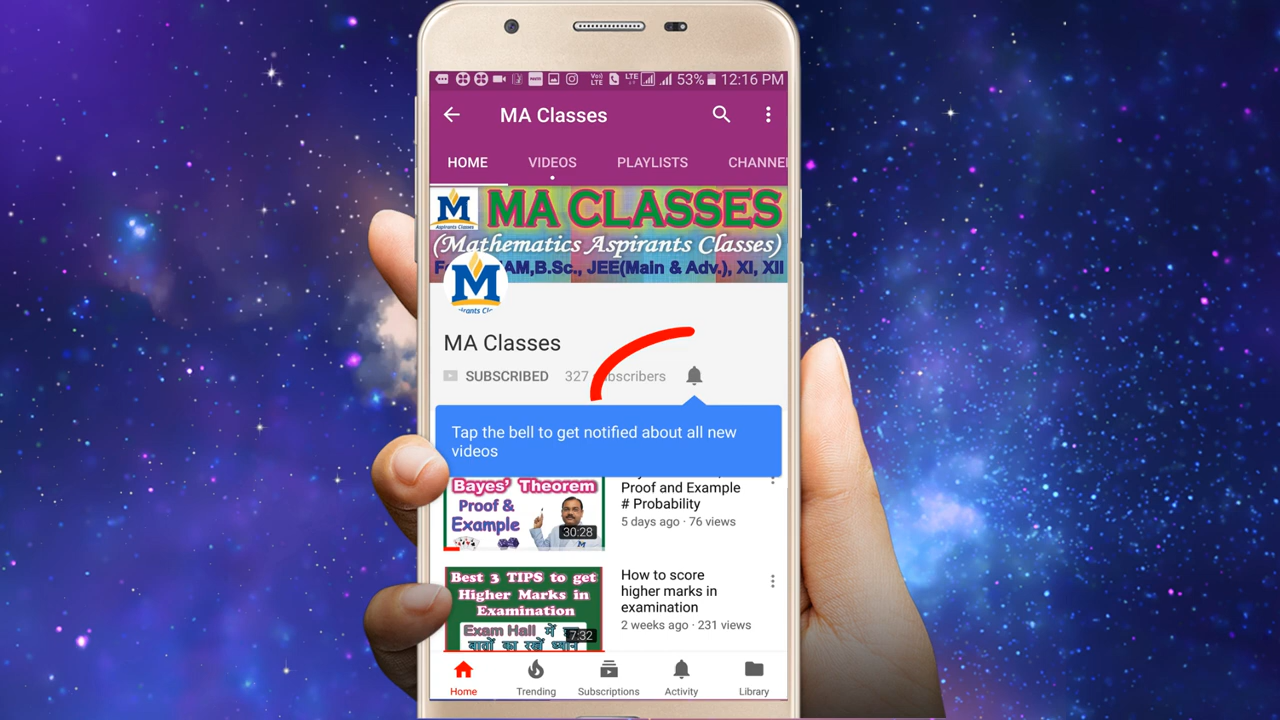 53% 12:16 PM
MA Classes
HOME VIDEOS PLAYLISTS CHANNE
M MA CLASSES
Aspirants Classes
(Mathematics Aspirants Classes)
AM,B.Sc., JEE(Main & Adv.), XI, XII
M
MA Classes
SUBSCRIBED 327 subscribers
Tap the bell to get notified about all new
videos
Bayes' Theorem
Proof &
Example
30:28
Proof and Example
# Probability
5 days ago · 76 views
Best 3 TIPS to get
Higher Marks in
Examination
Exam Hall में
बातों का रखें ध्यान
7:32
How to score
higher marks in
examination
2 weeks ago · 231 views
Home Trending Subscriptions Activity Library